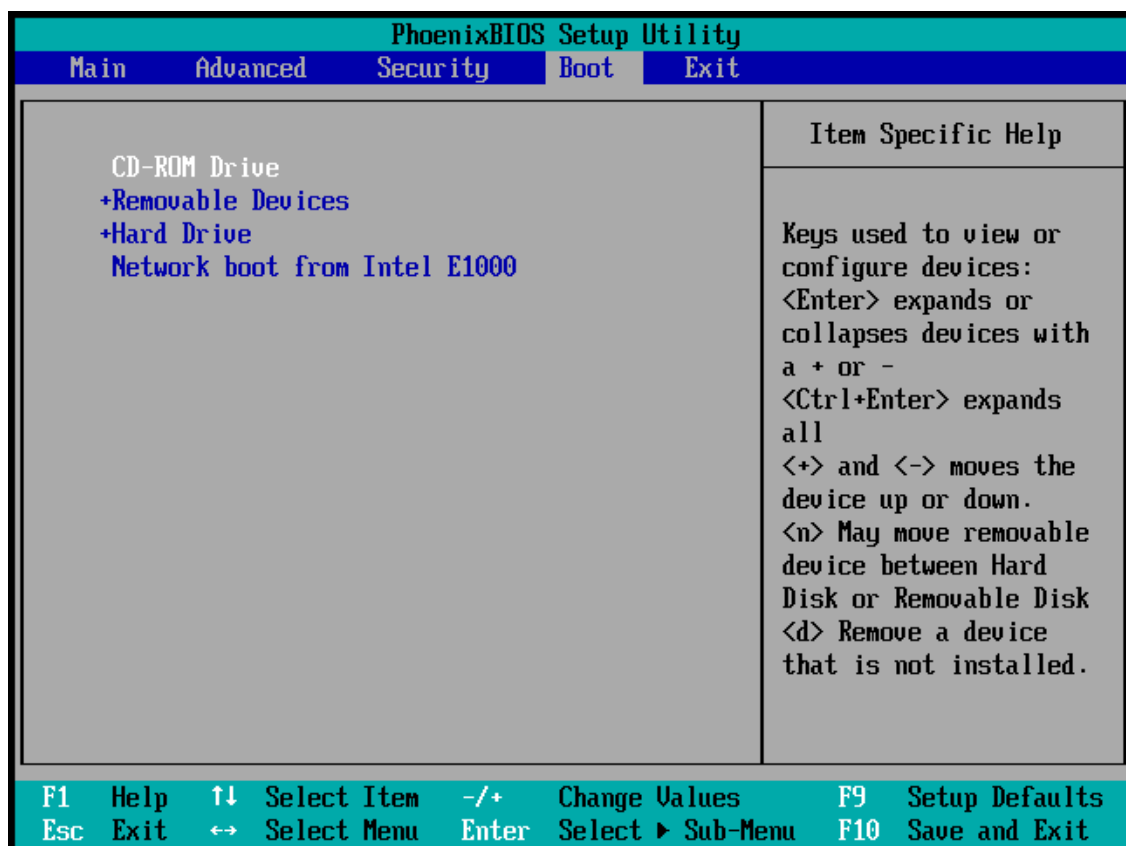 PhoenixBIOS Setup Utility
Main Advanced Security Boot Exit
CD-ROM Drive
+Removable Devices
+Hard Drive
Network boot from Intel E1000
Item Specific Help
Keys used to view or
configure devices:
<Enter> expands or
collapses devices with
a + or -
<Ctrl+Enter> expands
all
<+> and <-> moves the
device up or down.
<n> May move removable
device between Hard
Disk or Removable Disk
<d> Remove a device
that is not installed.
F1 Help ↑↓ Select Item -/+ Change Values F9 Setup Defaults
Esc Exit ↔ Select Menu Enter Select ▶ Sub-Menu F10 Save and Exit